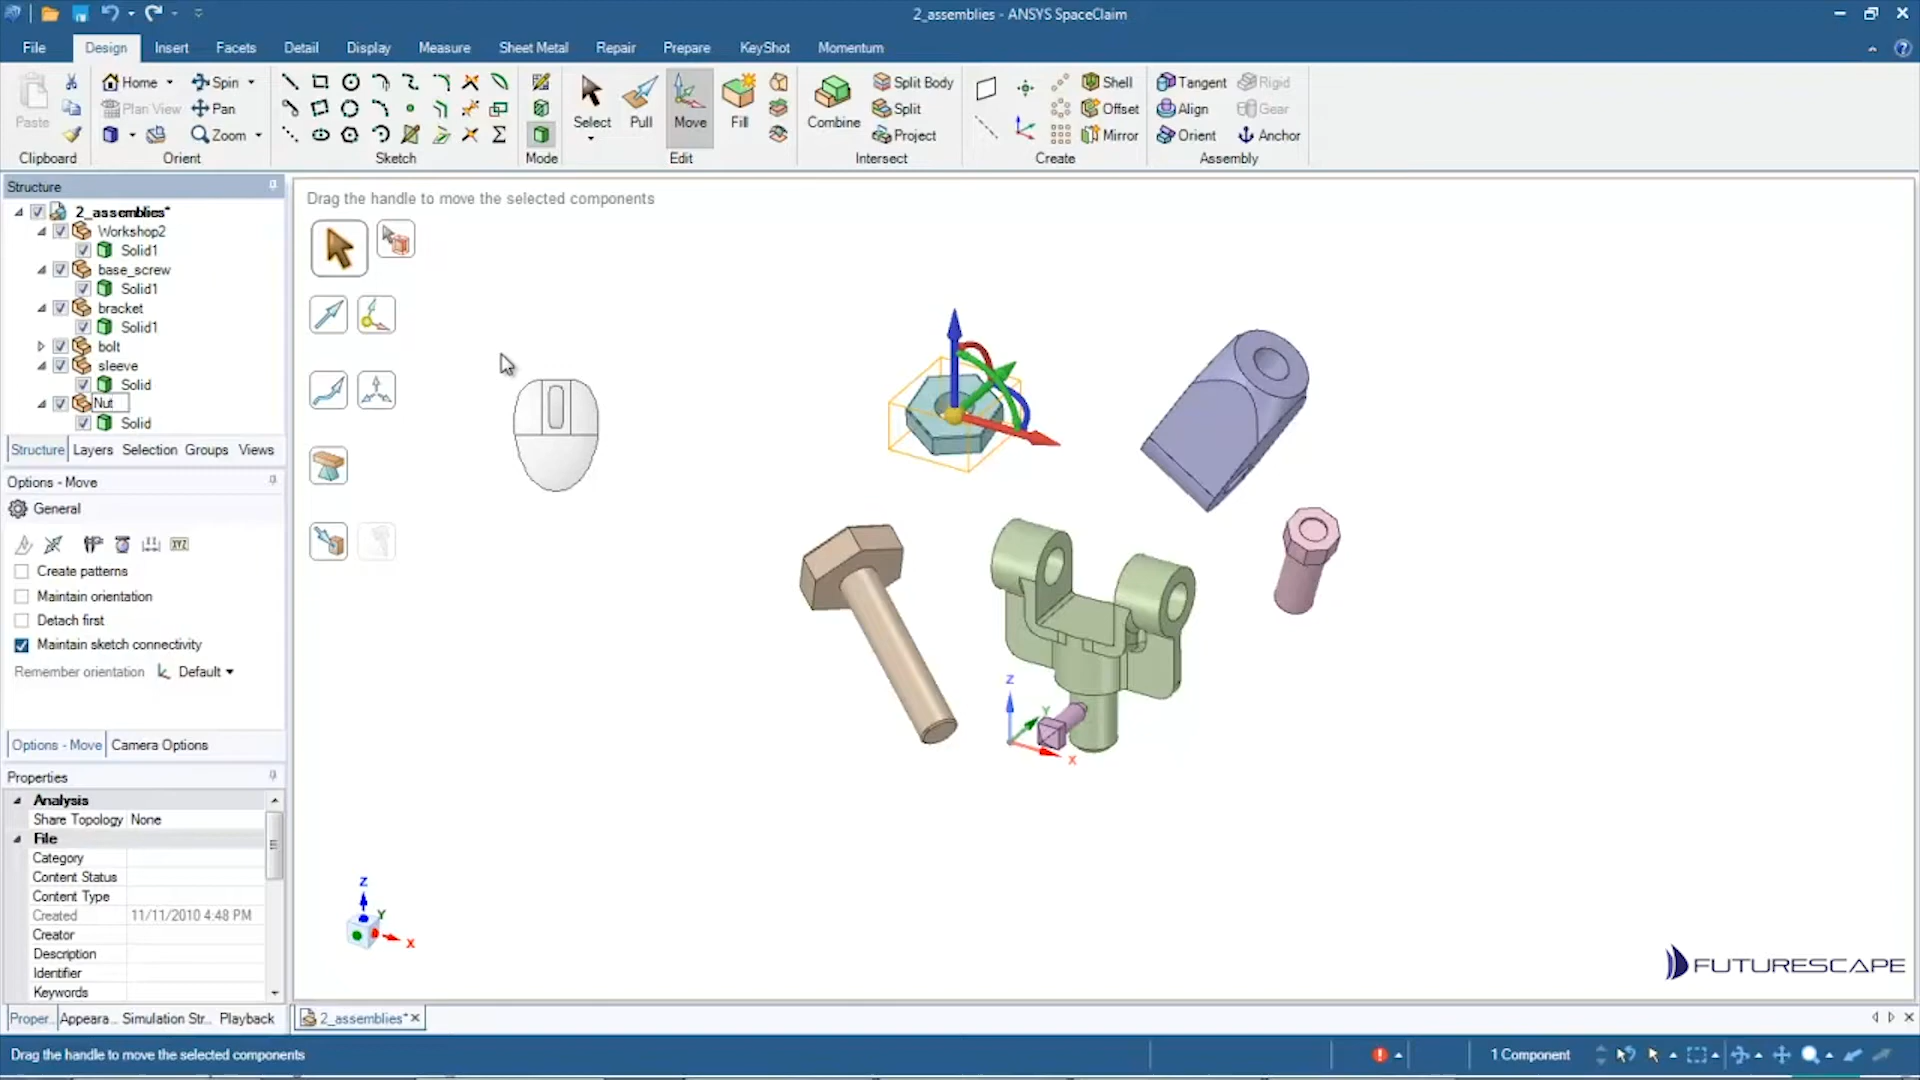 2_assemblies - ANSYS SpaceClaim
File Design Insert Facets Detail Display Measure Sheet Metal Repair Prepare KeyShot Momentum
Paste
Clipboard
Home Spin
Plan View Pan
Zoom
Orient
Sketch
Mode
Select Pull Move Fill
Edit
Combine
Split Body
Split
Project
Intersect
Shell
Offset
Mirror
Create
Tangent Rigid
Align Gear
Orient Anchor
Assembly
Structure
2_assemblies*
Workshop2
Solid1
base_screw
Solid1
bracket
Solid1
bolt
sleeve
Solid
Nut
Solid
Structure Layers Selection Groups Views
Options - Move
General
XYZ
Create patterns
Maintain orientation
Detach first
Maintain sketch connectivity
Remember orientation Default
Options - Move Camera Options
Properties
Analysis
Share Topology None
File
Category
Content Status
Content Type
Created 11/11/2010 4:48 PM
Creator
Description
Identifier
Keywords
Proper... Appeara... Simulation Str... Playback
Drag the handle to move the selected components
Z
Y
X
Z
Y
X
FUTURESCAPE
2_assemblies*
Drag the handle to move the selected components
1 Component